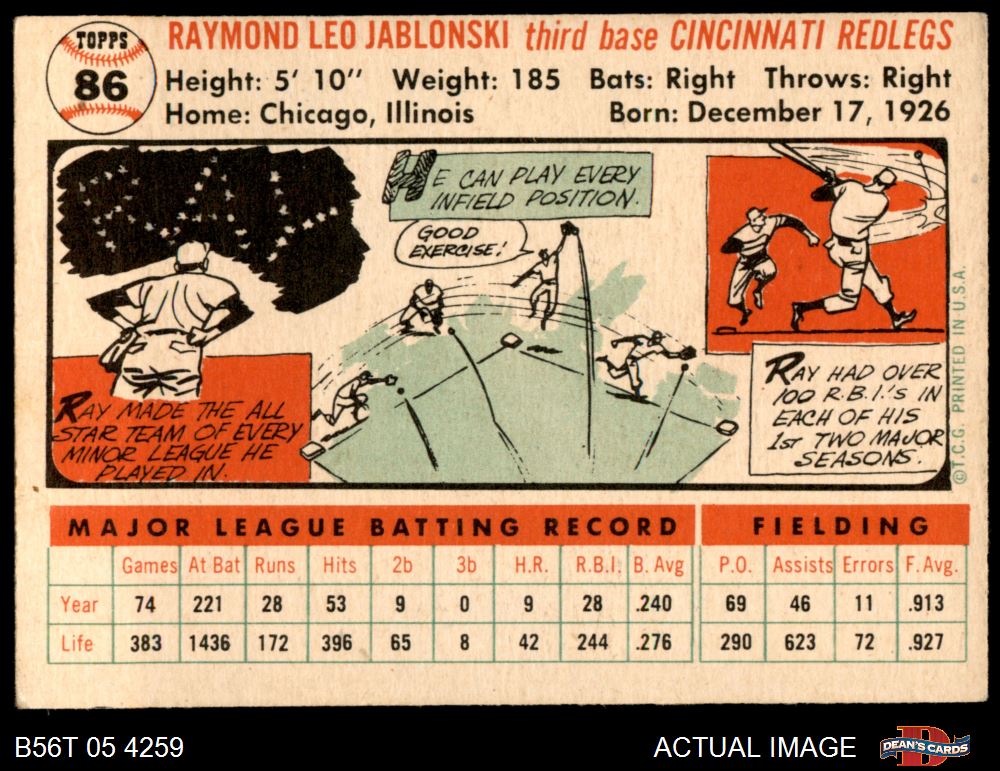 TOPPS
86
RAYMOND LEO JABLONSKI third base CINCINNATI REDLEGS
Height: 5' 10" Weight: 185 Bats: Right Throws: Right
Home: Chicago, Illinois Born: December 17, 1926
RAY MADE THE ALL
STAR TEAM OF EVERY
MINOR LEAGUE HE
PLAYED IN.
HE CAN PLAY EVERY
INFIELD POSITION.
GOOD
EXERCISE!
RAY HAD OVER
100 R.B.I.'S IN
EACH OF HIS
1ST TWO MAJOR
SEASONS.
©T.C.G. PRINTED IN U.S.A.
MAJOR LEAGUE BATTING RECORD FIELDING
Games At Bat Runs Hits 2b 3b H.R. R.B.I. B. Avg P.O. Assists Errors F. Avg.
Year 74 221 28 53 9 0 9 28 .240 69 46 11 .913
Life 383 1436 172 396 65 8 42 244 .276 290 623 72 .927
B56T 05 4259
ACTUAL IMAGE
DEAN'S CARDS